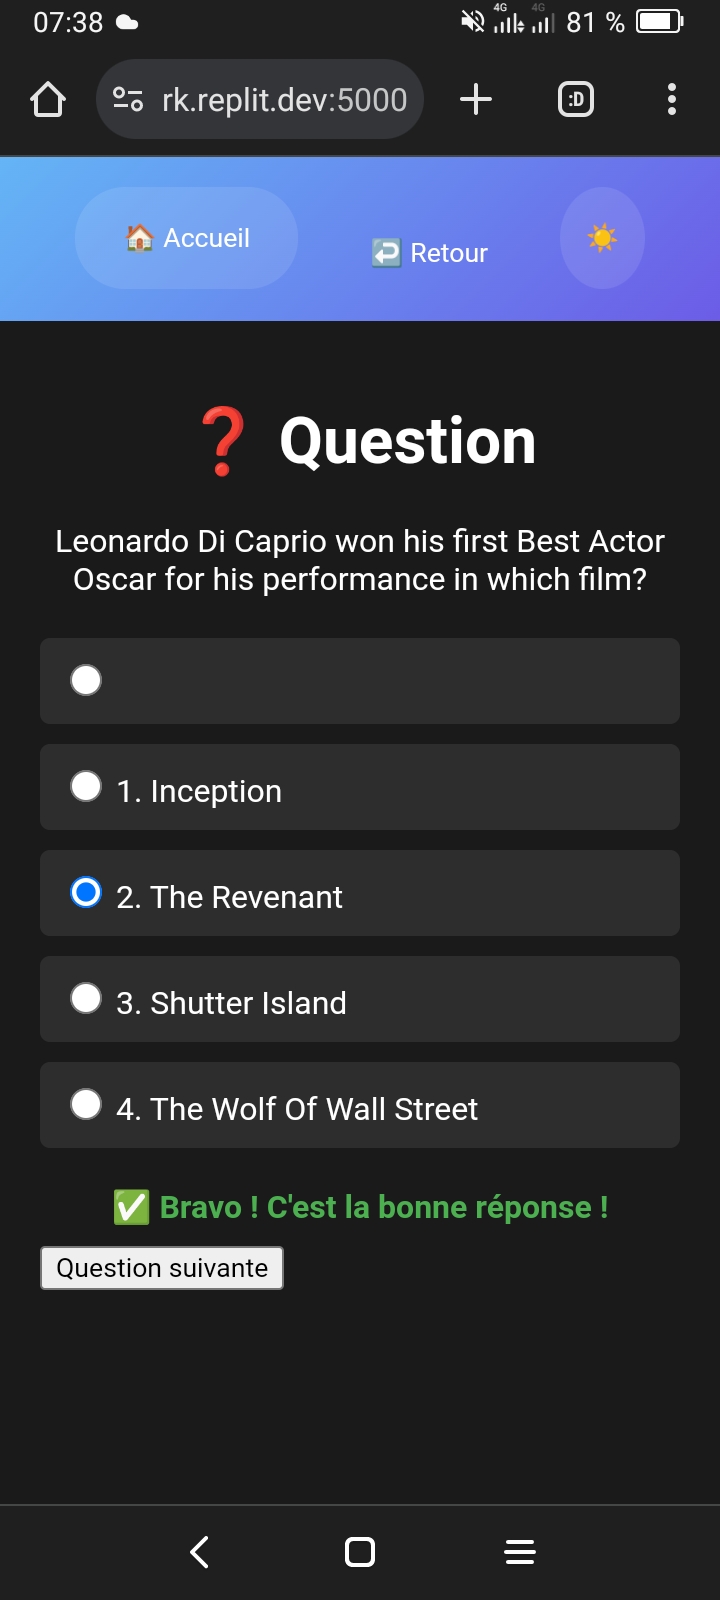 07:38
4G 4G 81 %
rk.replit.dev:5000
:D
Accueil
Retour
❓ Question
Leonardo Di Caprio won his first Best Actor
Oscar for his performance in which film?
1. Inception
2. The Revenant
3. Shutter Island
4. The Wolf Of Wall Street
✅ Bravo ! C'est la bonne réponse !
Question suivante